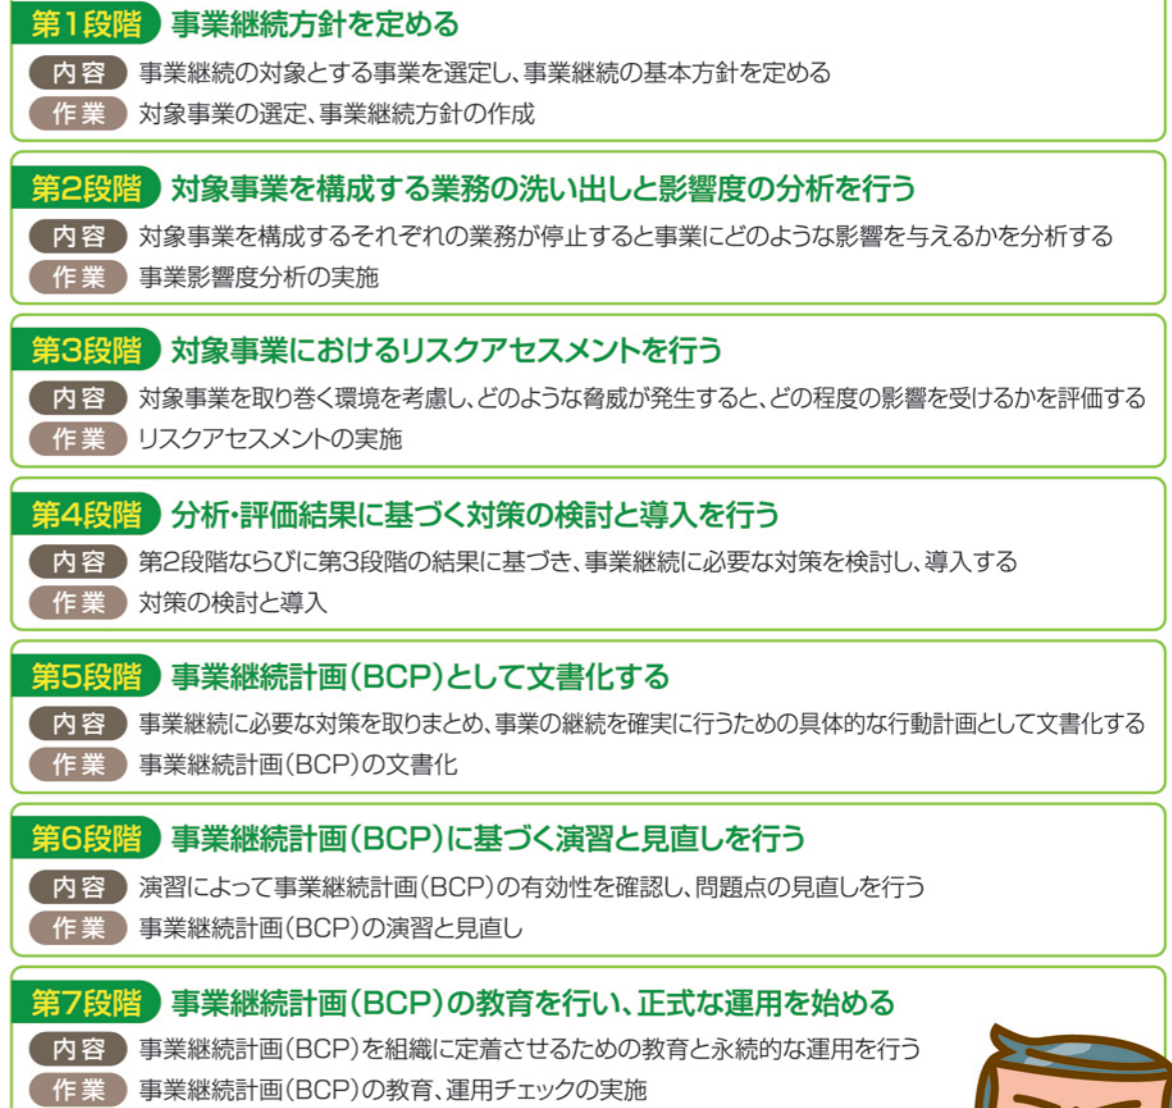 第1段階 事業継続方針を定める
内容 事業継続の対象とする事業を選定し、事業継続の基本方針を定める
作業 対象事業の選定、事業継続方針の作成
第2段階 対象事業を構成する業務の洗い出しと影響度の分析を行う
内容 対象事業を構成するそれぞれの業務が停止すると事業にどのような影響を与えるかを分析する
作業 事業影響度分析の実施
第3段階 対象事業におけるリスクアセスメントを行う
内容 対象事業を取り巻く環境を考慮し、どのような脅威が発生すると、どの程度の影響を受けるかを評価する
作業 リスクアセスメントの実施
第4段階 分析・評価結果に基づく対策の検討と導入を行う
内容 第2段階ならびに第3段階の結果に基づき、事業継続に必要な対策を検討し、導入する
作業 対策の検討と導入
第5段階 事業継続計画(BCP)として文書化する
内容 事業継続に必要な対策を取りまとめ、事業の継続を確実に行うための具体的な行動計画として文書化する
作業 事業継続計画(BCP)の文書化
第6段階 事業継続計画(BCP)に基づく演習と見直しを行う
内容 演習によって事業継続計画(BCP)の有効性を確認し、問題点の見直しを行う
作業 事業継続計画(BCP)の演習と見直し
第7段階 事業継続計画(BCP)の教育を行い、正式な運用を始める
内容 事業継続計画(BCP)を組織に定着させるための教育と永続的な運用を行う
作業 事業継続計画(BCP)の教育、運用チェックの実施